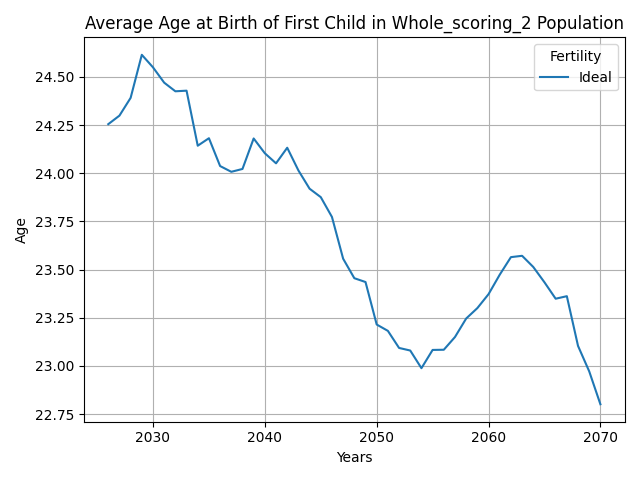 Average Age at Birth of First Child in Whole_scoring_2 Population
Fertility
Ideal
Age
24.50
24.25
24.00
23.75
23.50
23.25
23.00
22.75
2030 2040 2050 2060 2070
Years